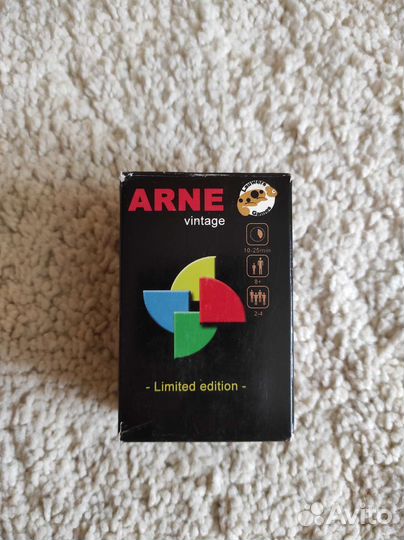 ARNE
vintage
10-25min
8+
2-4
- Limited edition -
Avito